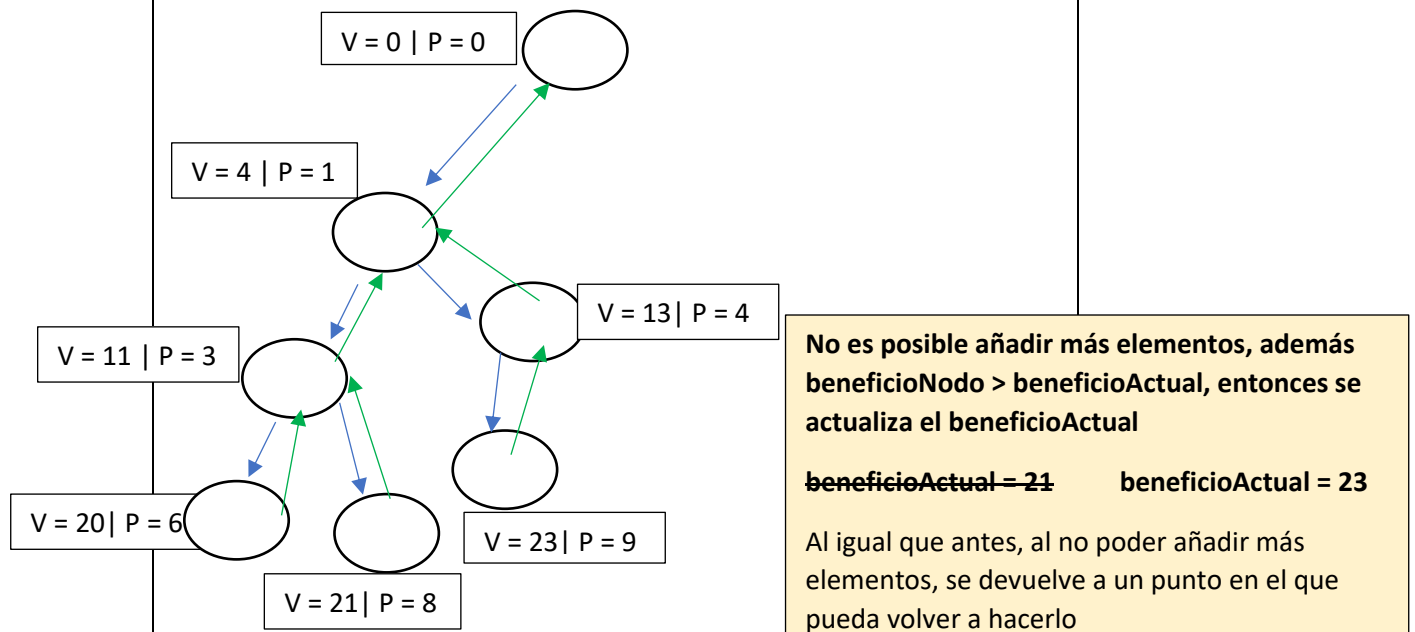 V = 0 | P = 0
V = 4 | P = 1
V = 13| P = 4
V = 11 | P = 3
V = 20| P = 6
V = 23| P = 9
V = 21| P = 8
No es posible añadir más elementos, además
beneficioNodo > beneficioActual, entonces se
actualiza el beneficioActual
beneficioActual = 21 beneficioActual = 23
Al igual que antes, al no poder añadir más
elementos, se devuelve a un punto en el que
pueda volver a hacerlo